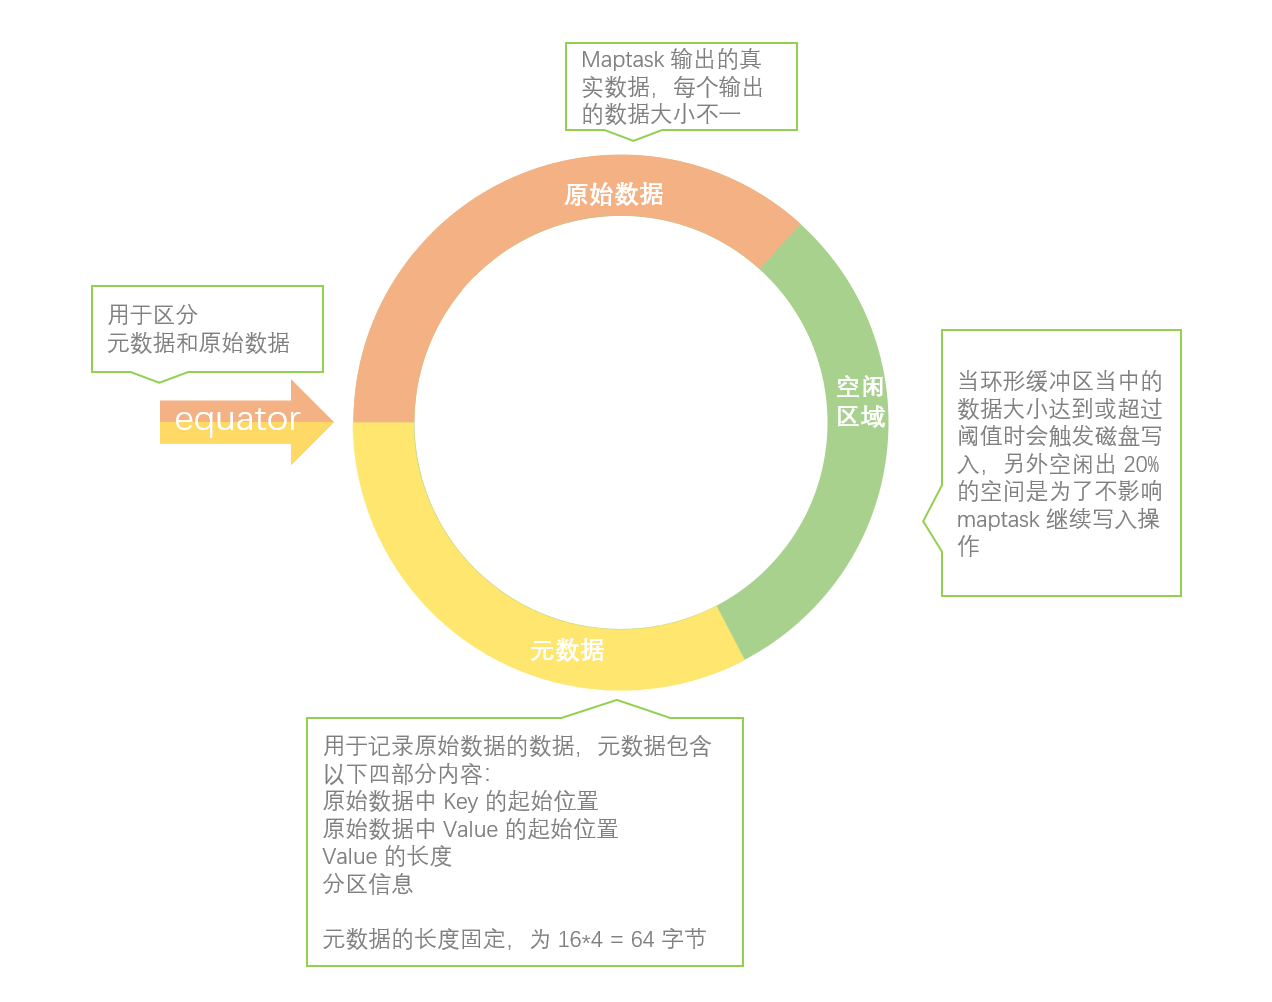 Maptask 输出的真
实数据，每个输出
的数据大小不一
原始数据
用于区分
元数据和原始数据
equator
空闲
区域
当环形缓冲区当中的
数据大小达到或超过
阈值时会触发磁盘写
入，另外空闲出 20%
的空间是为了不影响
maptask 继续写入操
作
元数据
用于记录原始数据的数据，元数据包含
以下四部分内容：
原始数据中 Key 的起始位置
原始数据中 Value 的起始位置
Value 的长度
分区信息
元数据的长度固定，为 16*4 = 64 字节